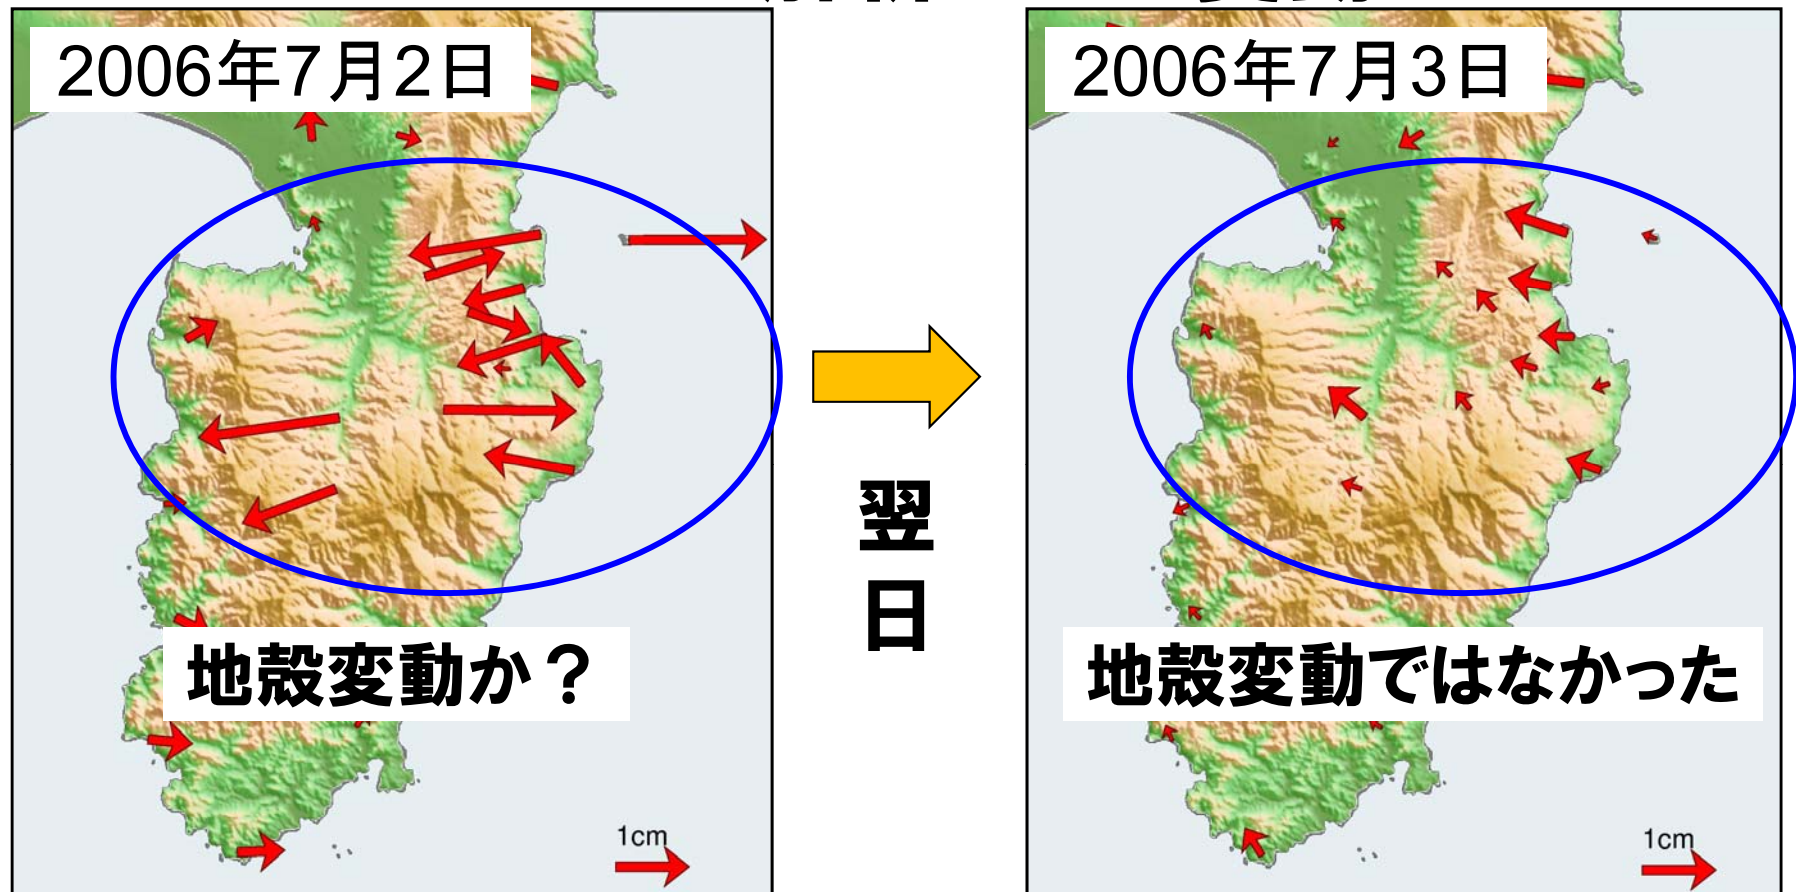 2006年7月2日
2006年7月3日
翌日
地殻変動か？
地殻変動ではなかった
1cm
1cm